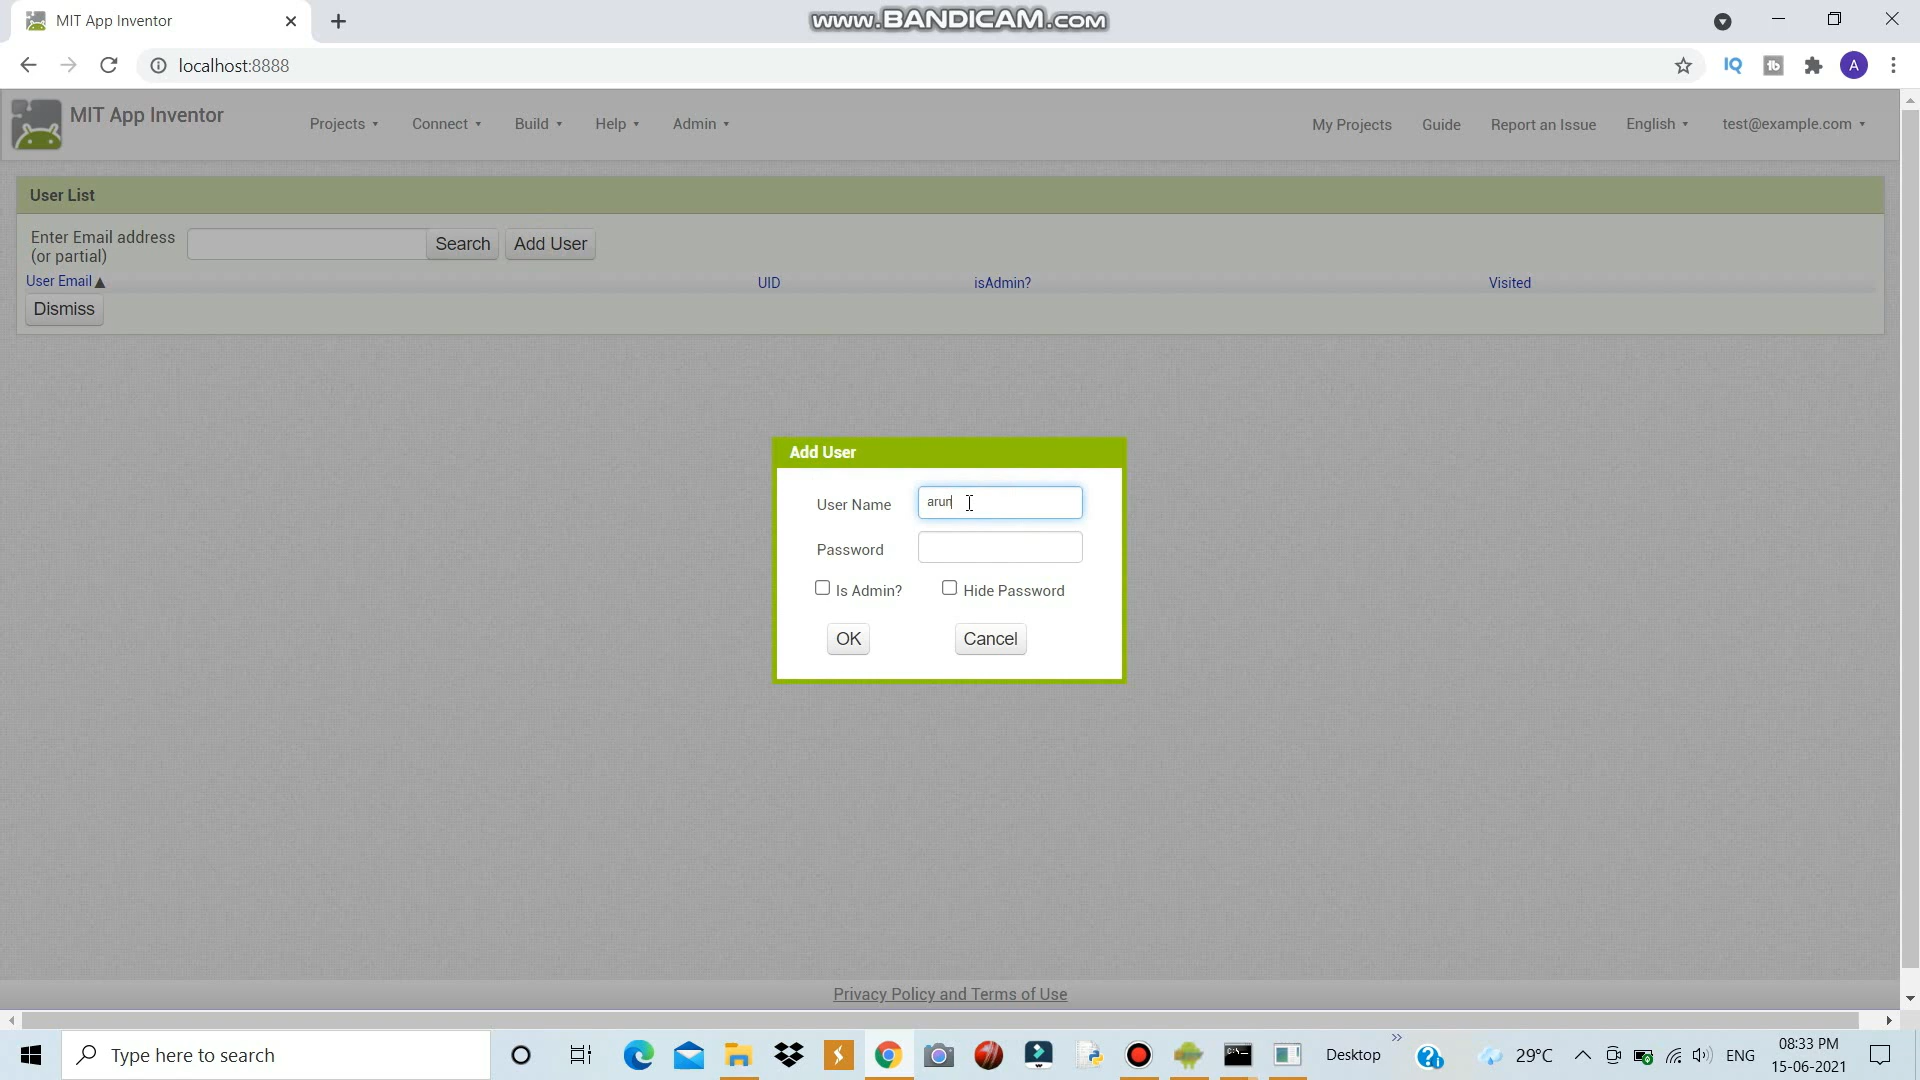 MIT App Inventor
www.BANDICAM.com
localhost:8888
MIT App Inventor
Projects Connect Build Help Admin
My Projects Guide Report an Issue English test@example.com
User List
Enter Email address
(or partial)
Search Add User
User Email UID isAdmin? Visited
Dismiss
Add User
User Name arun
Password
Is Admin? Hide Password
OK Cancel
Privacy Policy and Terms of Use
Type here to search
Desktop
29°C
ENG
08:33 PM
15-06-2021